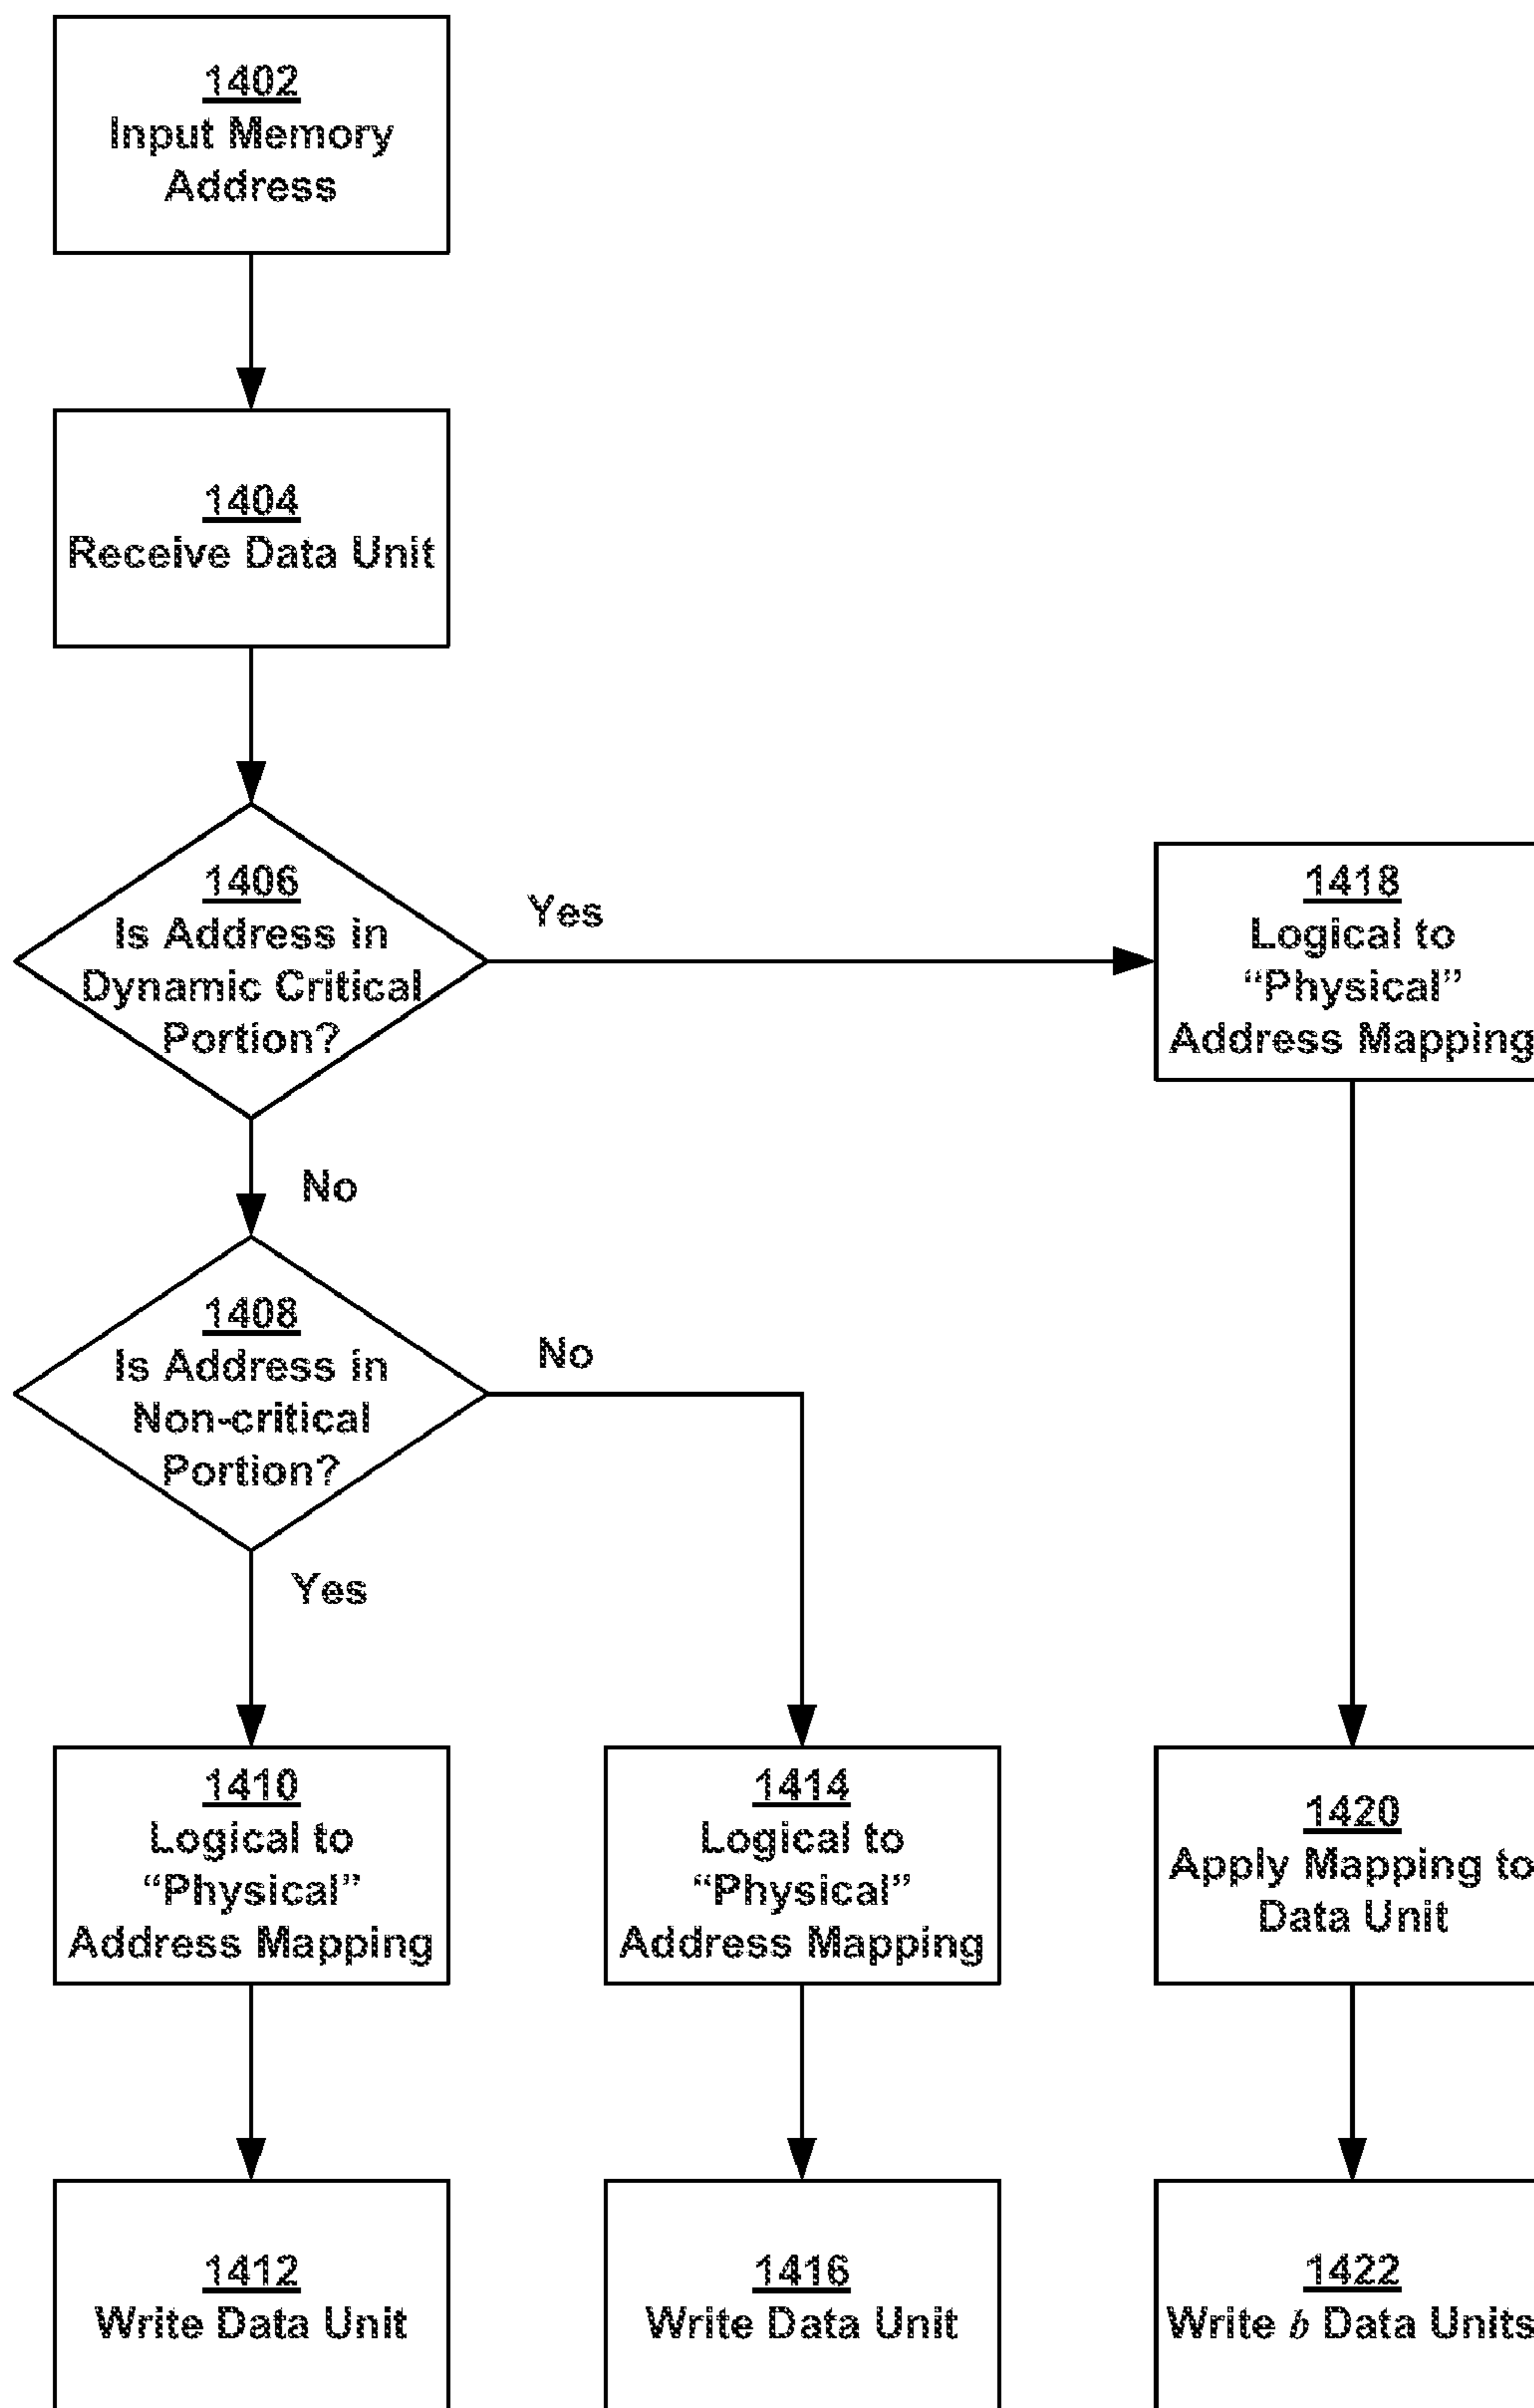 1402
Input Memory
Address
1404
Receive Data Unit
1406
Is Address in
Dynamic Critical
Portion?
Yes
1418
Logical to
“Physical”
Address Mapping
No
1408
Is Address in
Non-critical
Portion?
No
Yes
1410
Logical to
“Physical”
Address Mapping
1414
Logical to
“Physical”
Address Mapping
1420
Apply Mapping to
Data Unit
1412
Write Data Unit
1416
Write Data Unit
1422
Write b Data Units